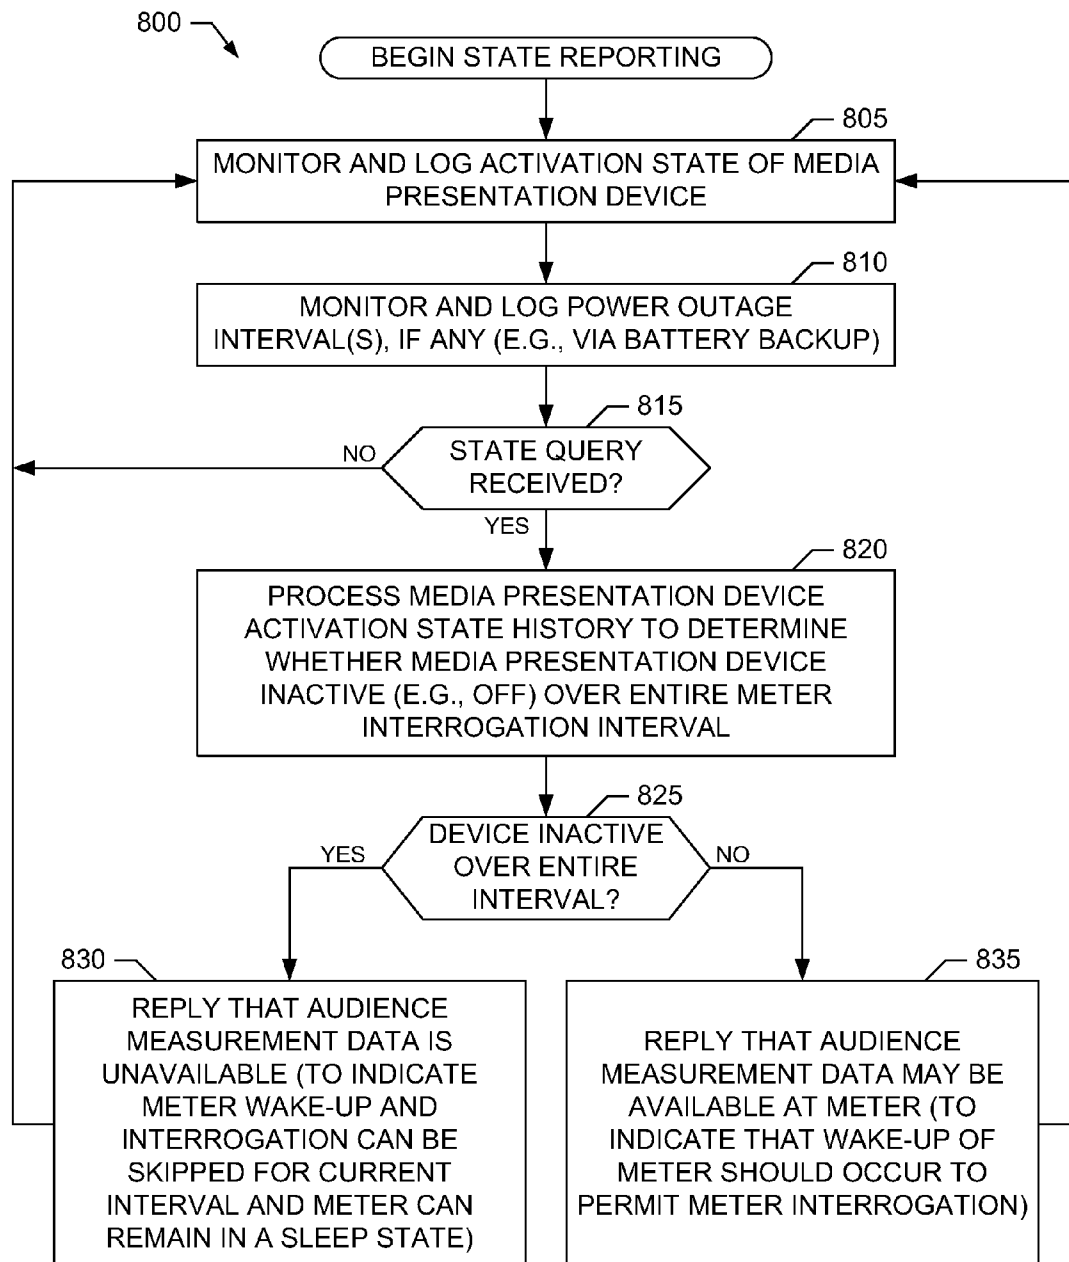 800
BEGIN STATE REPORTING
805
MONITOR AND LOG ACTIVATION STATE OF MEDIA
PRESENTATION DEVICE
810
MONITOR AND LOG POWER OUTAGE
INTERVAL(S), IF ANY (E.G., VIA BATTERY BACKUP)
815
NO
STATE QUERY
RECEIVED?
YES
820
PROCESS MEDIA PRESENTATION DEVICE
ACTIVATION STATE HISTORY TO DETERMINE
WHETHER MEDIA PRESENTATION DEVICE
INACTIVE (E.G., OFF) OVER ENTIRE METER
INTERROGATION INTERVAL
825
YES
DEVICE INACTIVE
OVER ENTIRE
INTERVAL?
NO
830
REPLY THAT AUDIENCE
MEASUREMENT DATA IS
UNAVAILABLE (TO INDICATE
METER WAKE-UP AND
INTERROGATION CAN BE
SKIPPED FOR CURRENT
INTERVAL AND METER CAN
REMAIN IN A SLEEP STATE)
835
REPLY THAT AUDIENCE
MEASUREMENT DATA MAY BE
AVAILABLE AT METER (TO
INDICATE THAT WAKE-UP OF
METER SHOULD OCCUR TO
PERMIT METER INTERROGATION)